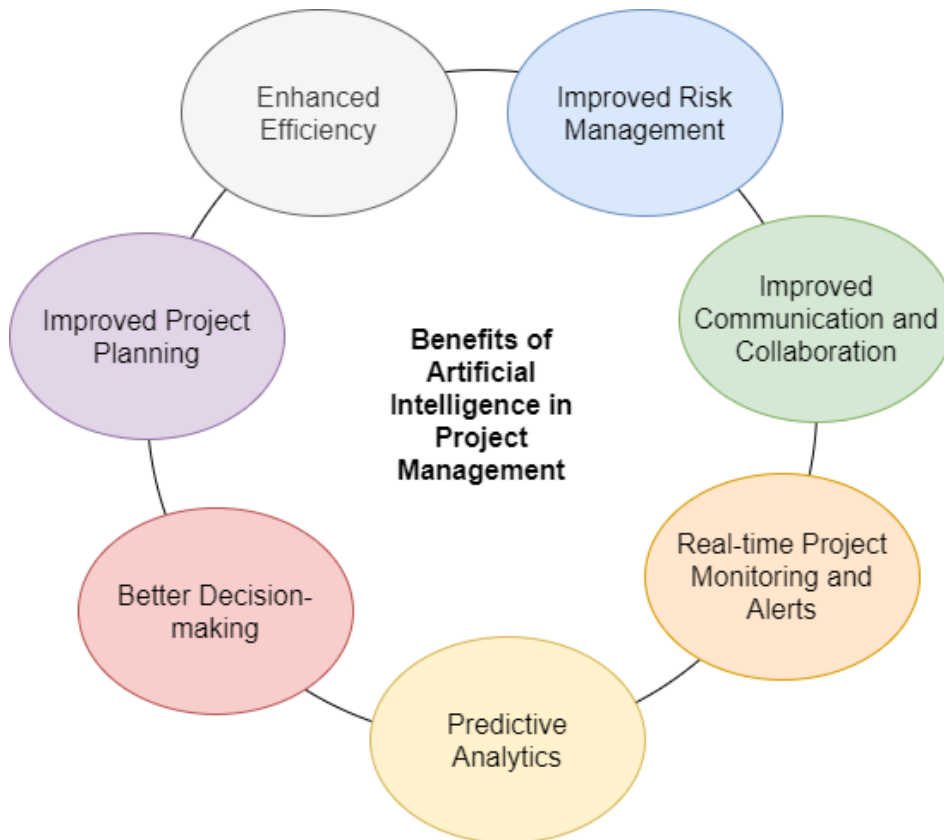 Enhanced
Efficiency
Improved Risk
Management
Improved Project
Planning
Improved
Communication and
Collaboration
Benefits of
Artificial
Intelligence in
Project
Management
Better Decision-
making
Real-time Project
Monitoring and
Alerts
Predictive
Analytics